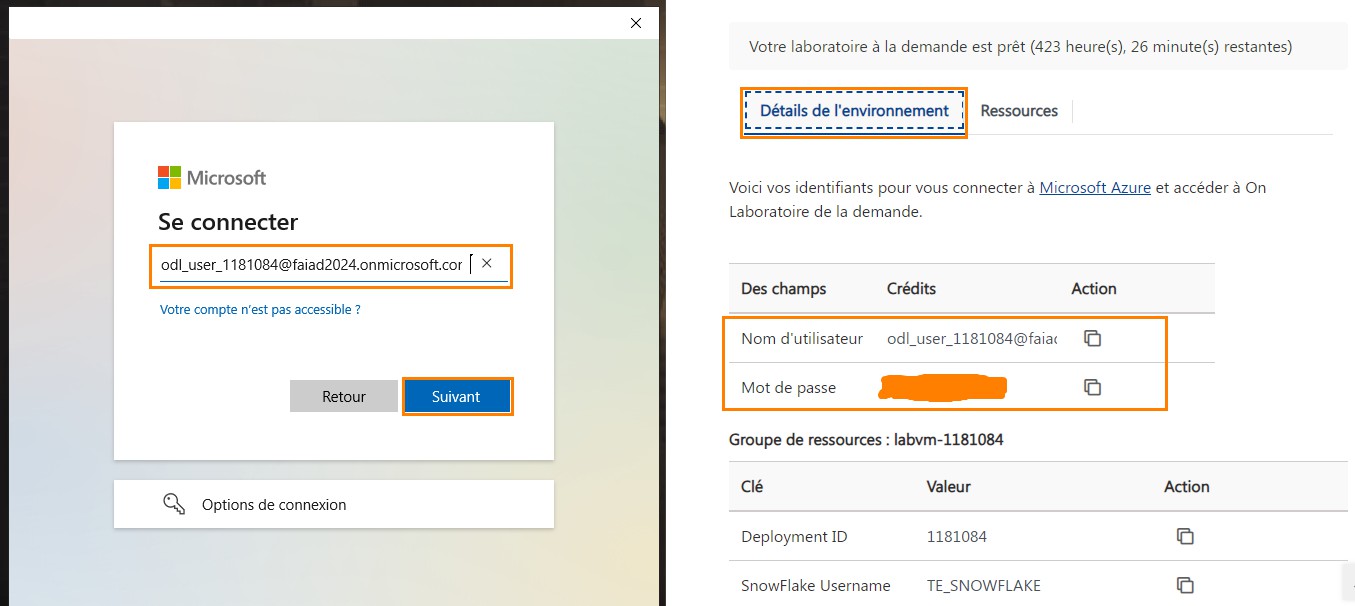 Microsoft
Se connecter
odl_user_1181084@faiad2024.onmicrosoft.cor
Votre compte n'est pas accessible ?
Retour
Suivant
Options de connexion
Votre laboratoire à la demande est prêt (423 heure(s), 26 minute(s) restantes)
Détails de l'environnement
Ressources
Voici vos identifiants pour vous connecter à Microsoft Azure et accéder à On
Laboratoire de la demande.
Des champs Crédits Action
Nom d'utilisateur odl_user_1181084@faiac
Mot de passe
Groupe de ressources : labvm-1181084
Clé Valeur Action
Deployment ID 1181084
SnowFlake Username TE_SNOWFLAKE